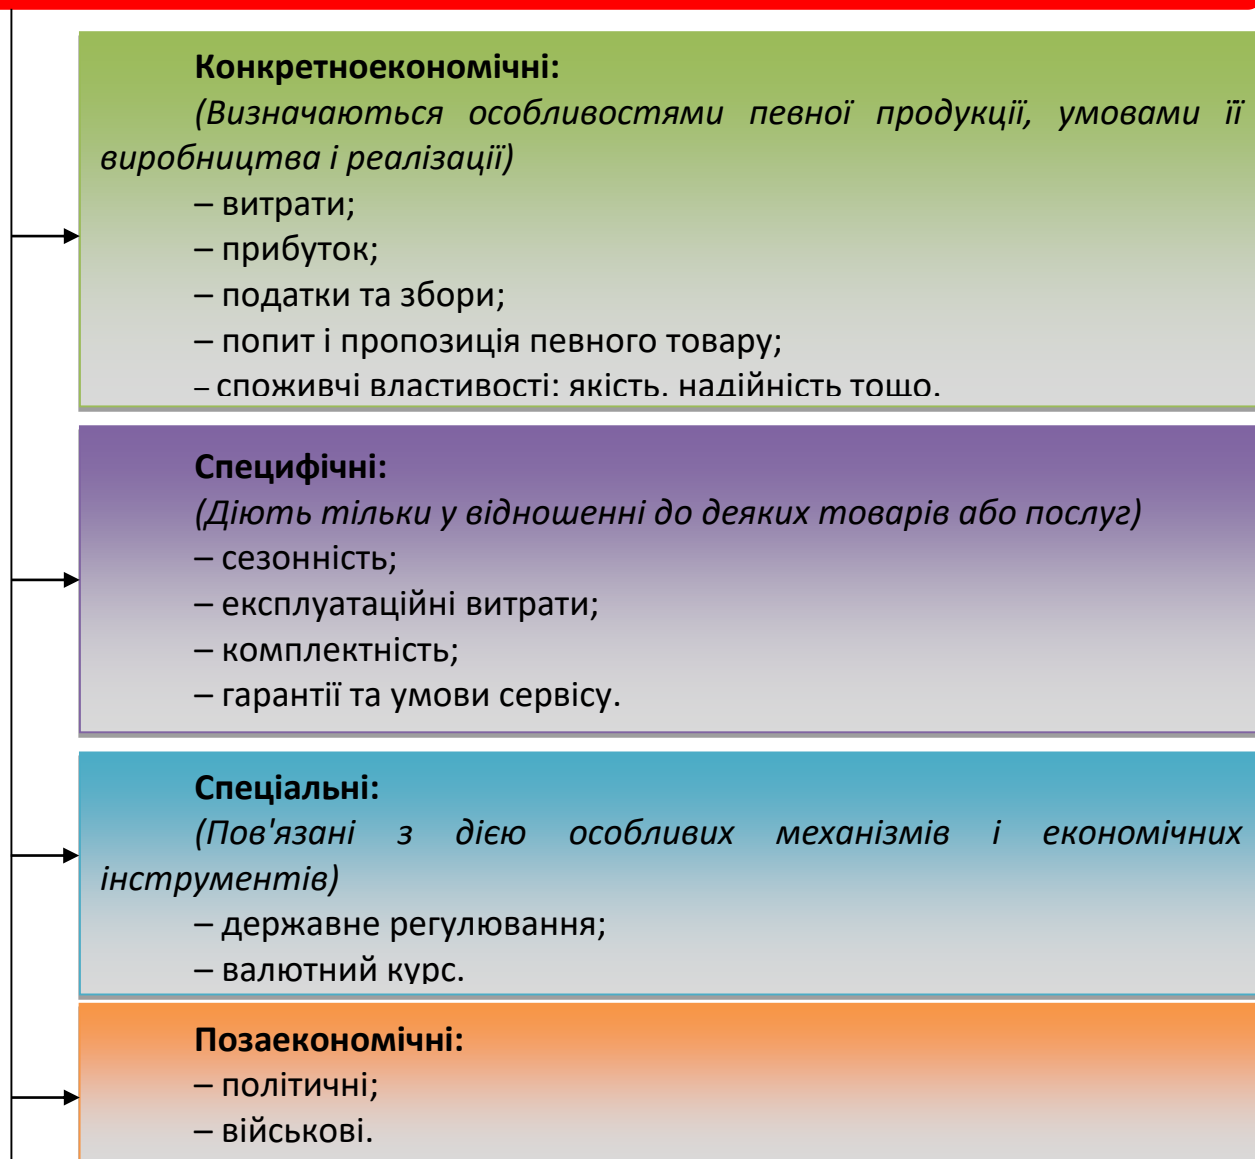 Конкретноекономічні:
(Визначаються особливостями певної продукції, умовами її
виробництва і реалізації)
– витрати;
– прибуток;
– податки та збори;
– попит і пропозиція певного товару;
– споживчі властивості: якість, надійність тощо.
Специфічні:
(Діють тільки у відношенні до деяких товарів або послуг)
– сезонність;
– експлуатаційні витрати;
– комплектність;
– гарантії та умови сервісу.
Спеціальні:
(Пов'язані з дією особливих механізмів і економічних
інструментів)
– державне регулювання;
– валютний курс.
Позаекономічні:
– політичні;
– військові.